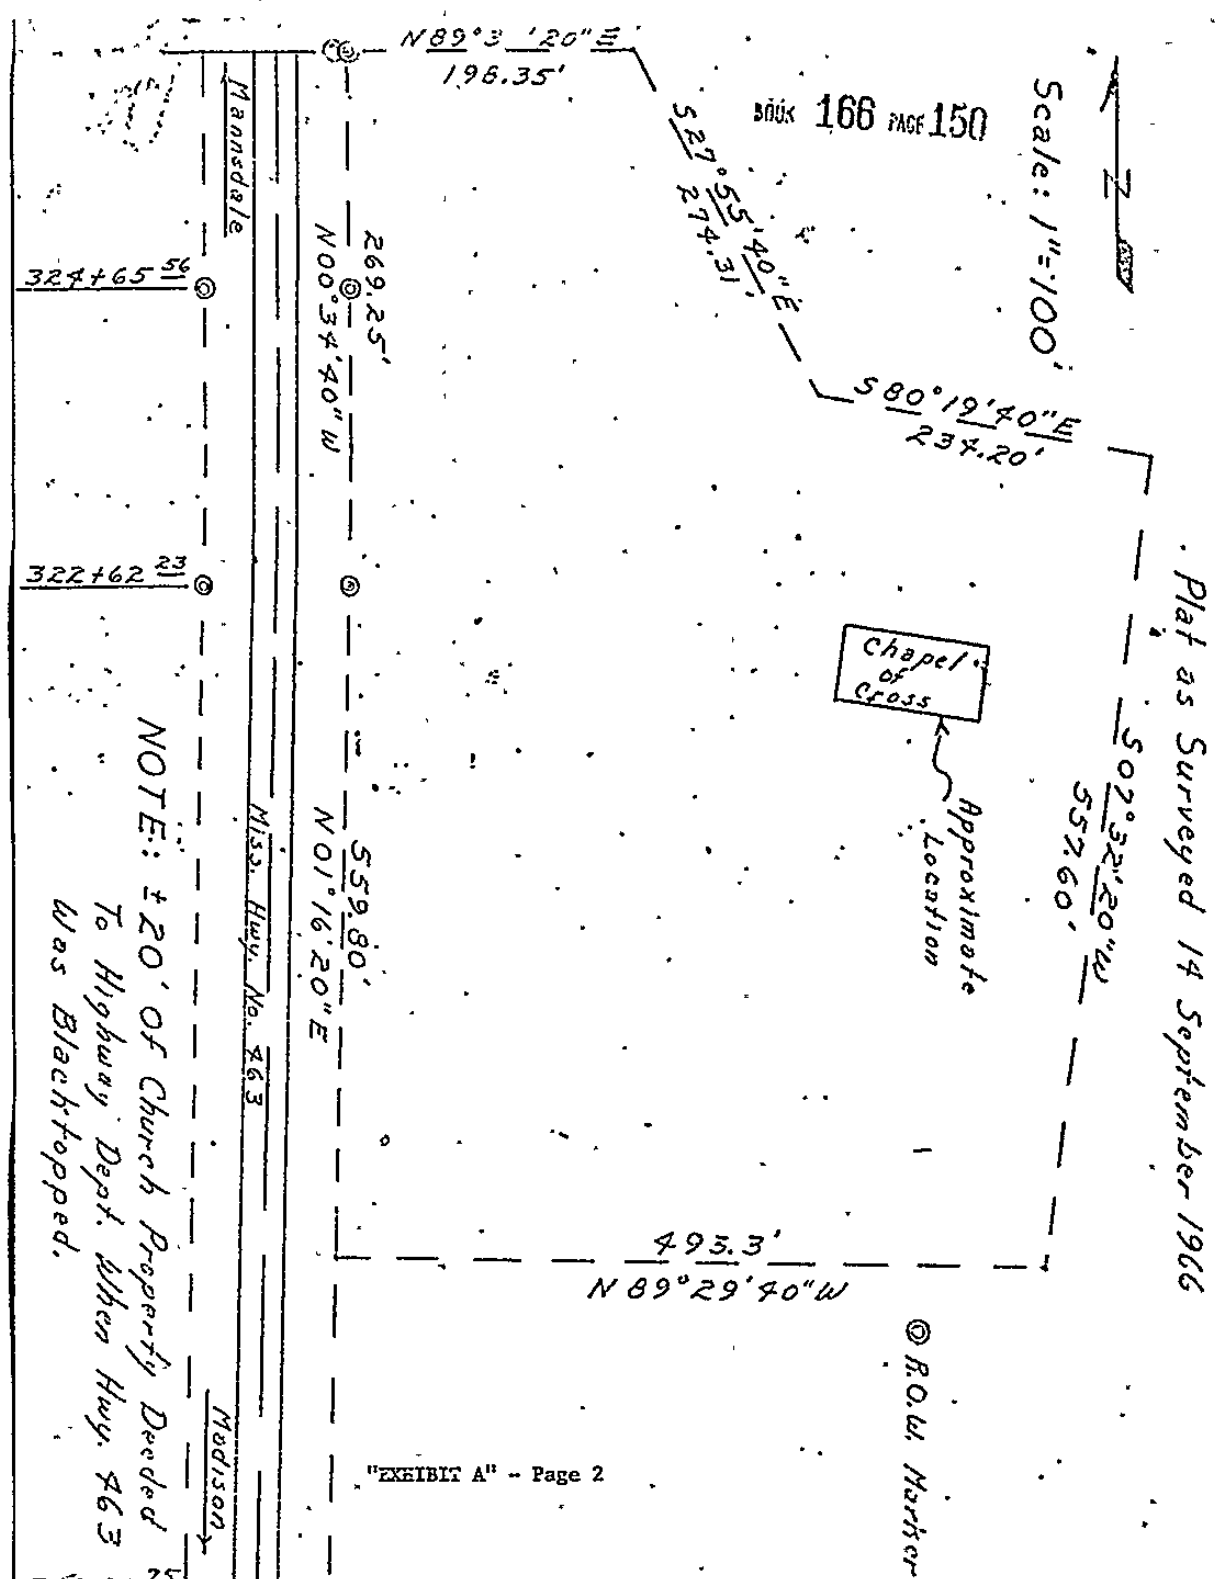 N89°3 '20"E
198.35'
BOOK 166 PAGE 150
Scale: 1"=100'
N
S27°55'40"E
274.31'
S80°19'40"E
234.20'
Mannsdale
269.25'
N00°34'40"W
324+65 56
322+62 23
Plat as Surveyed 14 September 1966
S02°32'20"W
557.60'
Chapel
of
Cross
Approximate
Location
559.80'
N01°16'20"E
Miss. Hwy. No. 463
NOTE: ±20' Of Church Property Deeded
To Highway Dept. When Hwy. 463
Was Blacktopped.
493.3'
N89°29'40"W
R.O.W. Marker
Madison
"EXHIBIT A" - Page 2